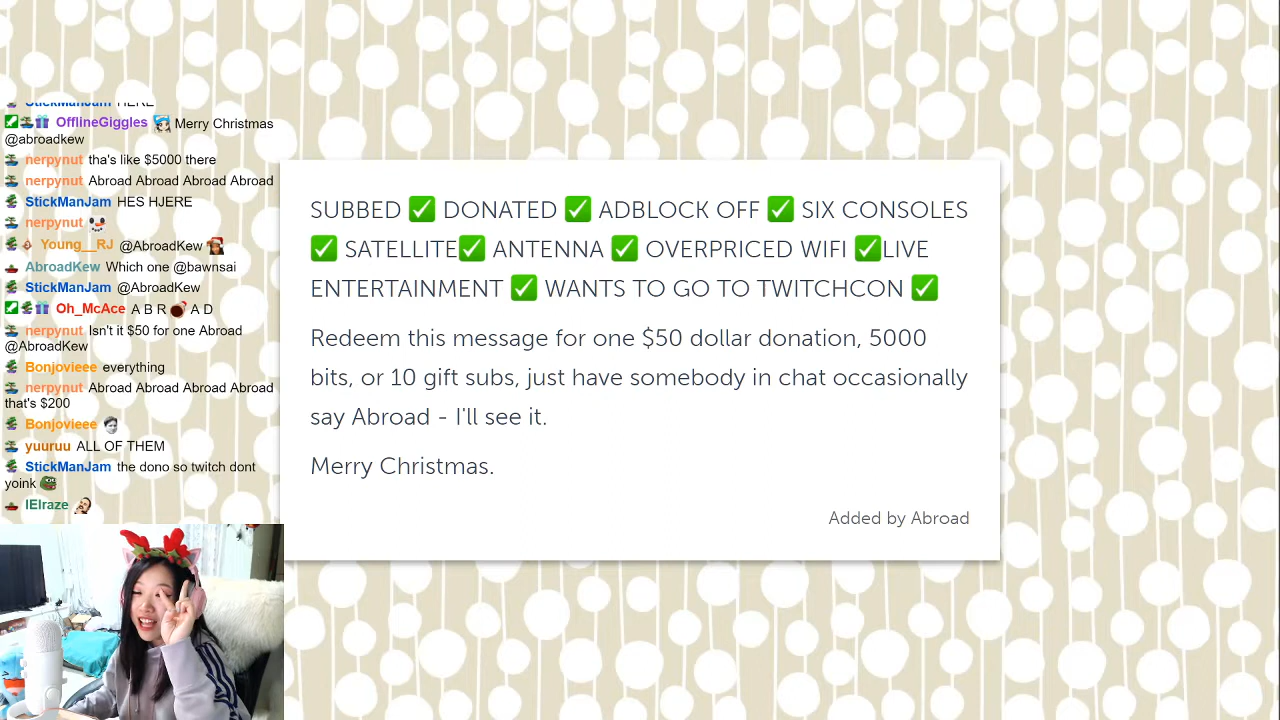 StickManJam HERE
OfflineGiggles Merry Christmas
@abroadkew
nerpynut tha's like $5000 there
nerpynut Abroad Abroad Abroad Abroad
StickManJam HES HJERE
nerpynut
Young__RJ @AbroadKew
AbroadKew Which one @bawnsai
StickManJam @AbroadKew
Oh_McAce A B R O A D
nerpynut Isn't it $50 for one Abroad
@AbroadKew
Bonjovieee everything
nerpynut Abroad Abroad Abroad Abroad
that's $200
Bonjovieee
yuuruu ALL OF THEM
StickManJam the dono so twitch dont
yoink
IEIraze
SUBBED ✅ DONATED ✅ ADBLOCK OFF ✅ SIX CONSOLES
✅ SATELLITE✅ ANTENNA ✅ OVERPRICED WIFI ✅LIVE
ENTERTAINMENT ✅ WANTS TO GO TO TWITCHCON ✅
Redeem this message for one $50 dollar donation, 5000
bits, or 10 gift subs, just have somebody in chat occasionally
say Abroad - I'll see it.
Merry Christmas.
Added by Abroad